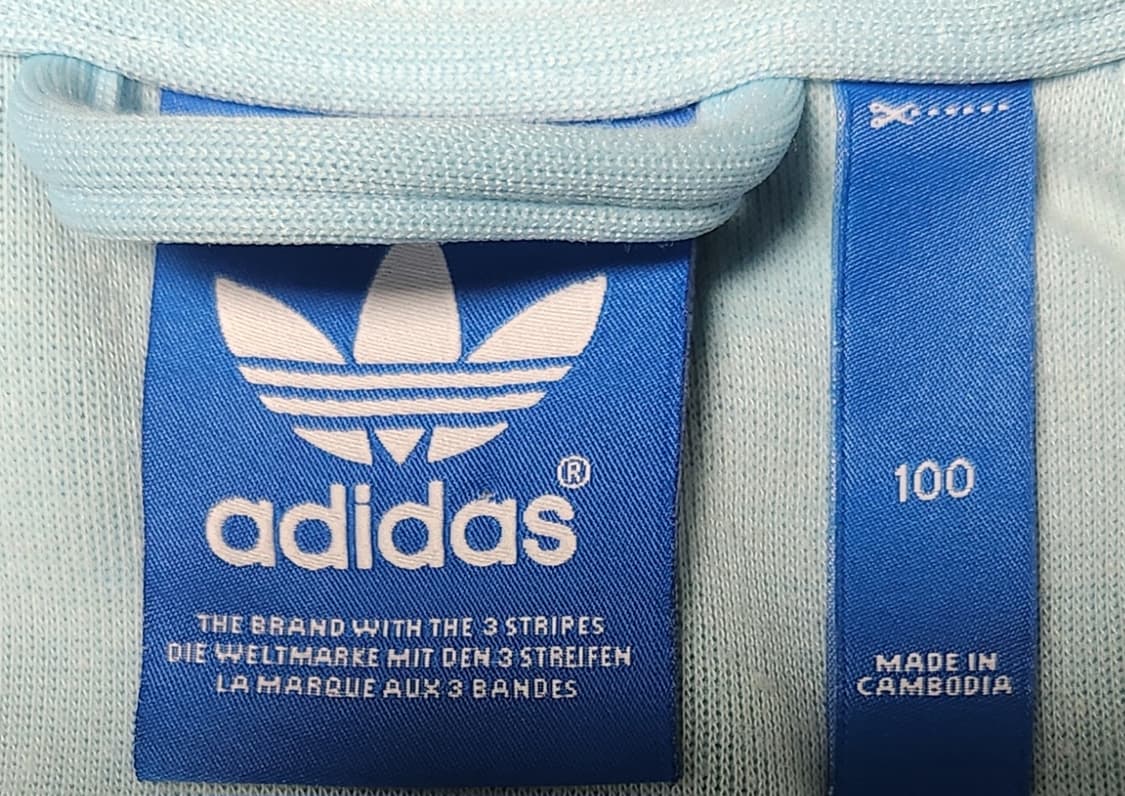 adidas®
THE BRAND WITH THE 3 STRIPES
DIE WELTMARKE MIT DEN 3 STREIFEN
LA MARQUE AUX 3 BANDES
100
MADE IN
CAMBODIA